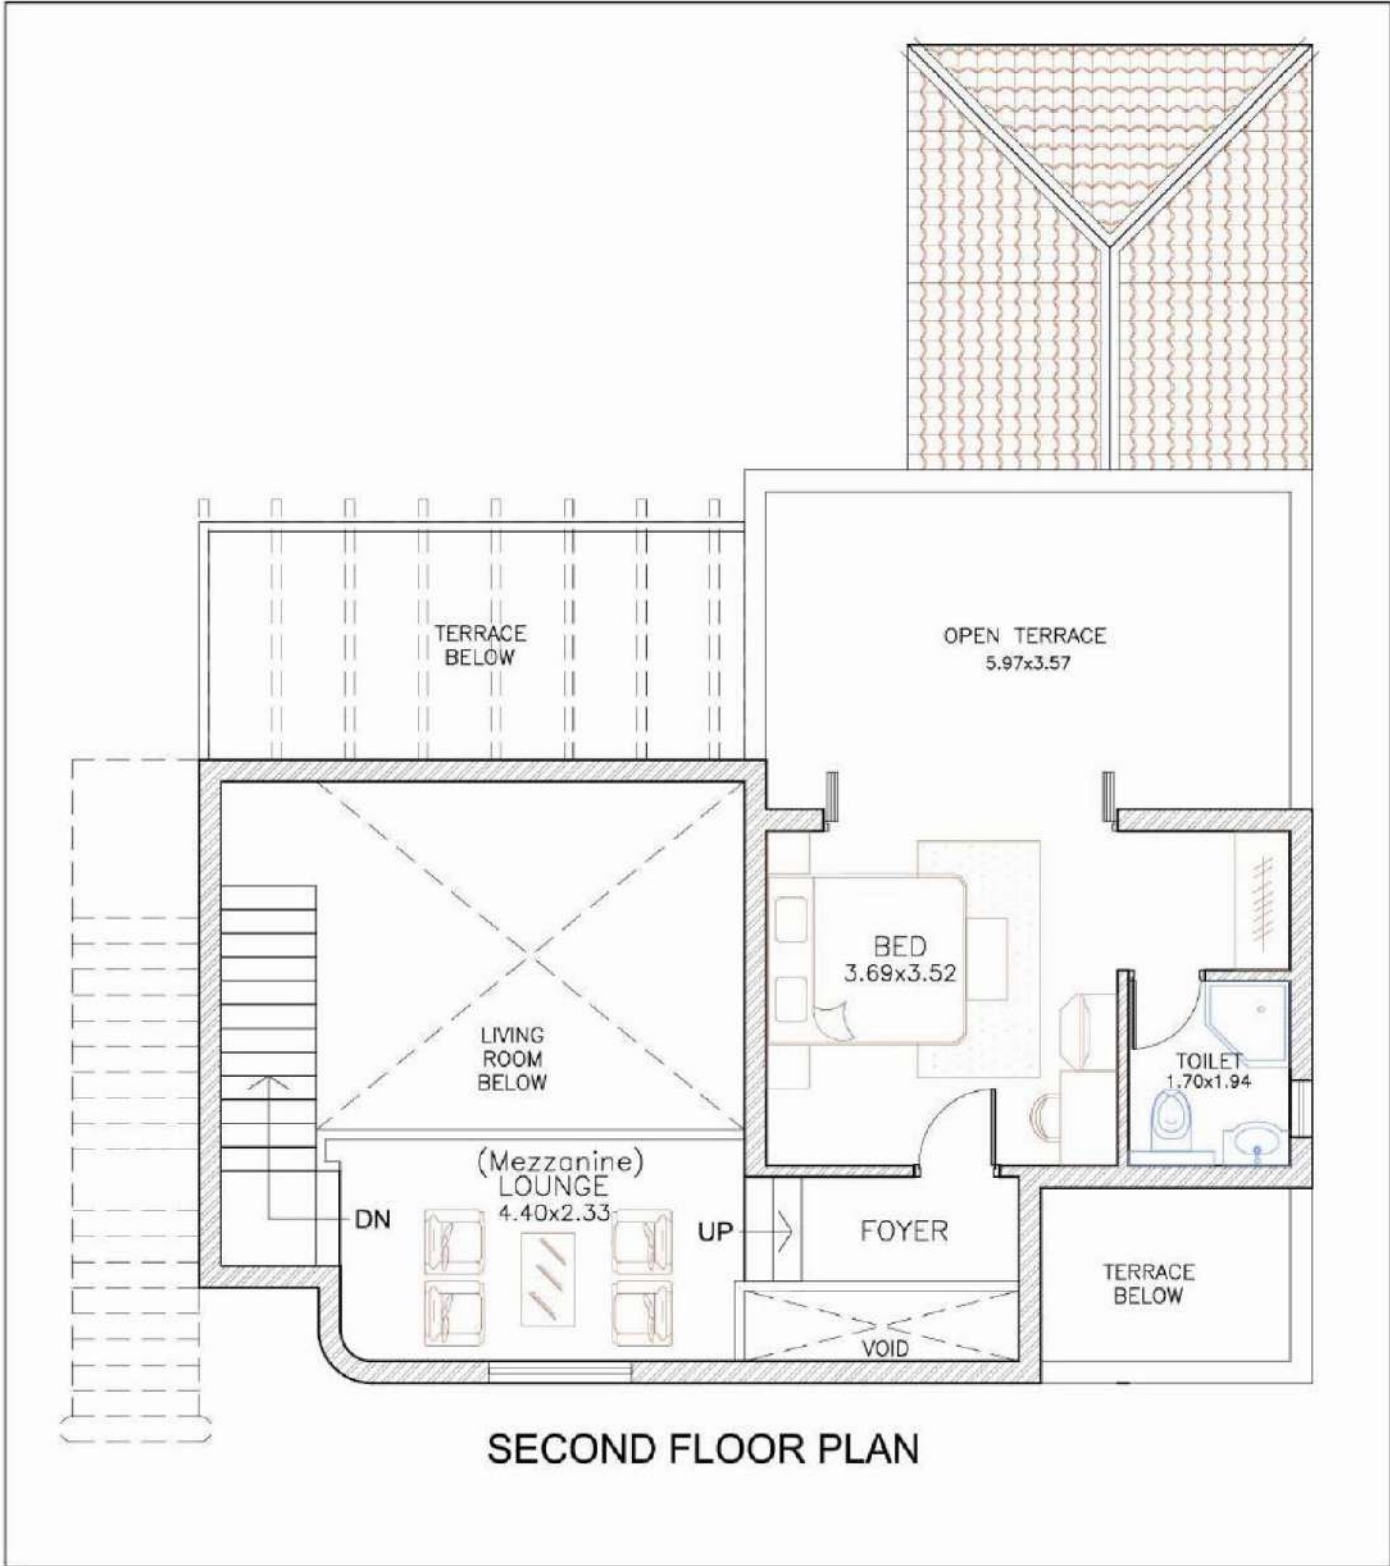 TERRACE
BELOW
OPEN TERRACE
5.97x3.57
BED
3.69x3.52
LIVING
ROOM
BELOW
TOILET
1.70x1.94
(Mezzanine)
LOUNGE
4.40x2.33
DN
UP
FOYER
TERRACE
BELOW
VOID
SECOND FLOOR PLAN